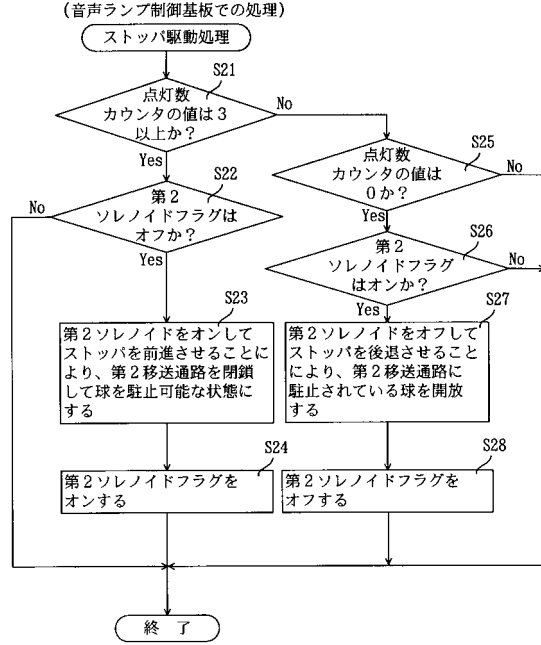 (音声ランプ制御基板での処理)
ストッパ駆動処理
S21
点灯数
カウンタの値は3
以上か?
No
Yes
S22
第2
ソレノイドフラグは
オフか?
No
Yes
S23
第2ソレノイドをオンして
ストッパを前進させることに
より、第2移送通路を閉鎖
して球を駐止可能な状態に
する
S24
第2ソレノイドフラグを
オンする
S25
点灯数
カウンタの値は
0か?
No
Yes
S26
第2
ソレノイドフラグ
はオンか?
No
Yes
S27
第2ソレノイドをオフして
ストッパを後退させること
により、第2移送通路に
駐止されている球を開放
する
S28
第2ソレノイドフラグを
オフする
終 了